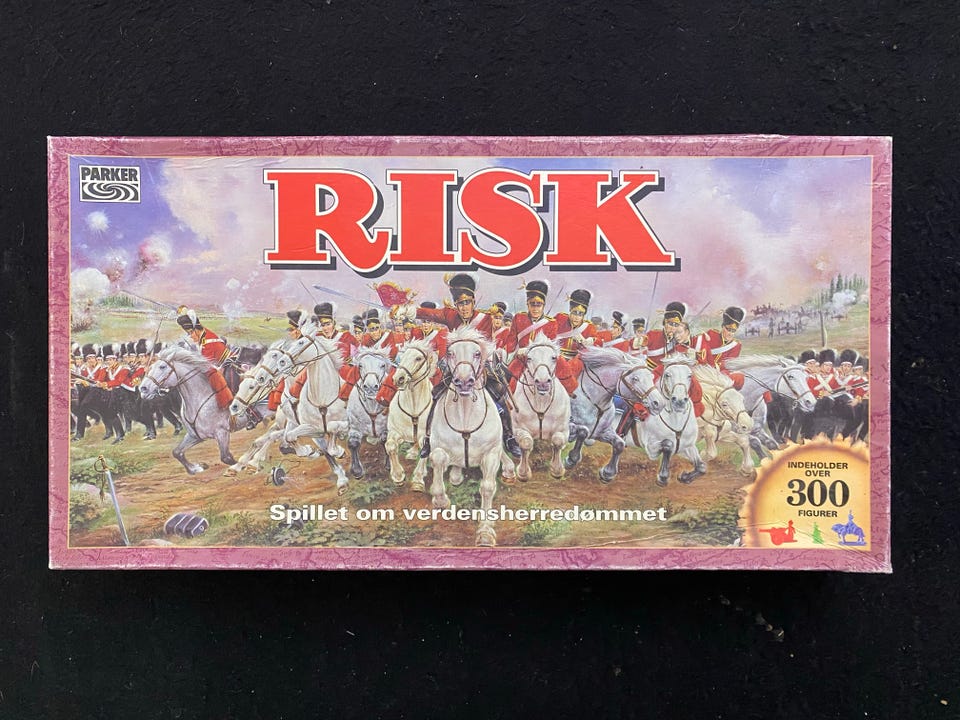 PARKER
RISK
Spillet om verdensherredømmet
INDEHOLDER
OVER
300
FIGURER